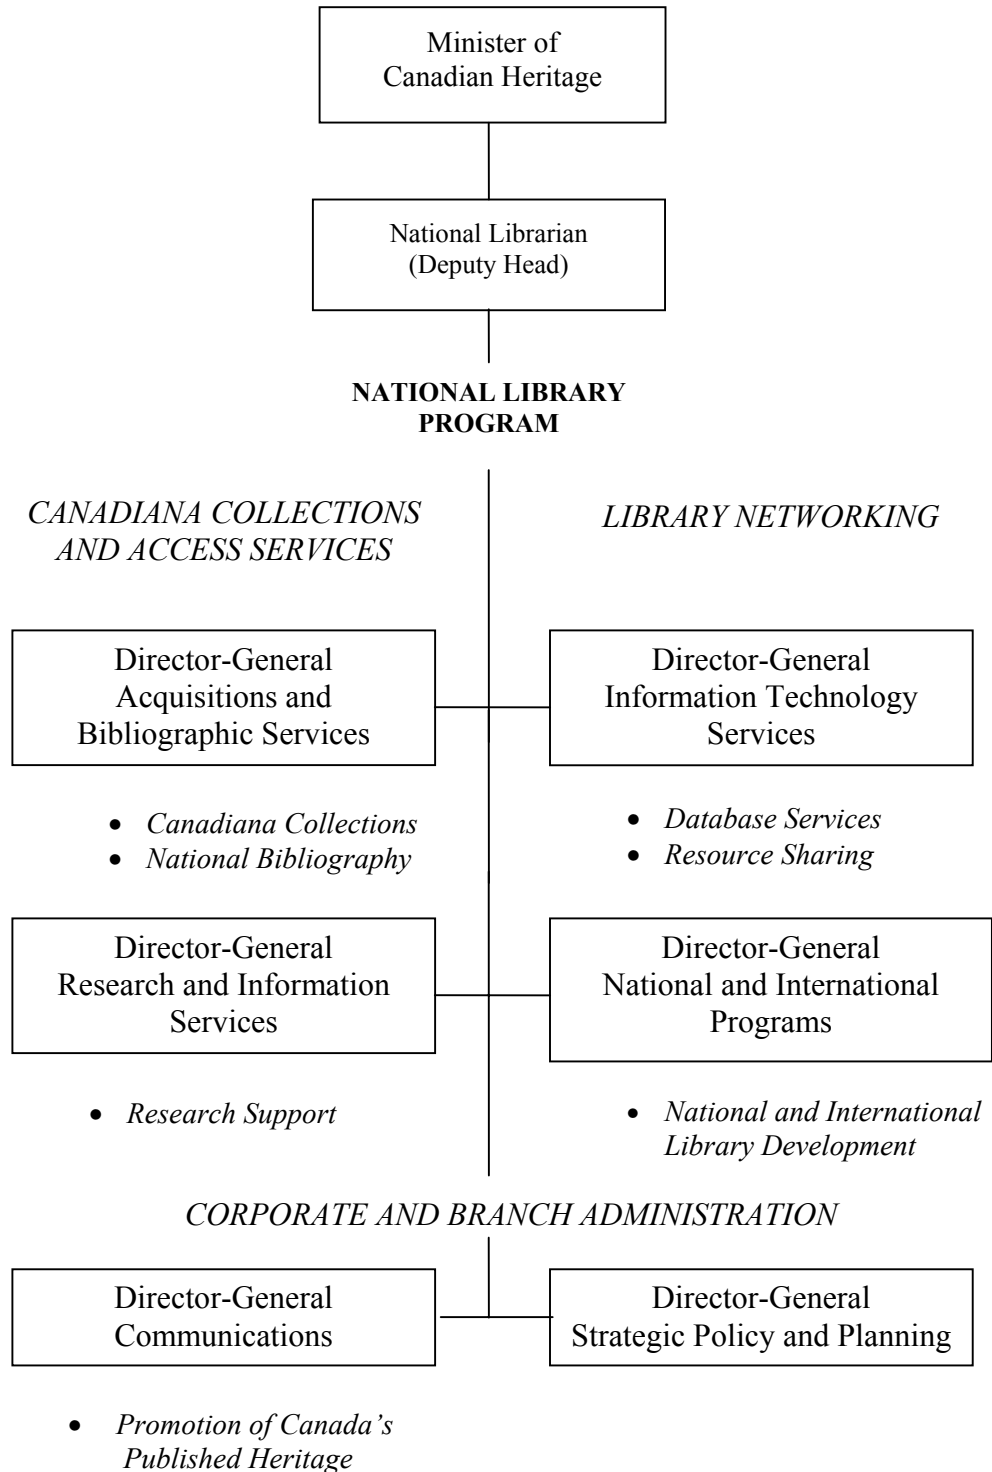 Minister of
Canadian Heritage
National Librarian
(Deputy Head)
NATIONAL LIBRARY
PROGRAM
CANADIANA COLLECTIONS
AND ACCESS SERVICES
LIBRARY NETWORKING
Director-General
Acquisitions and
Bibliographic Services
Director-General
Information Technology
Services
• Canadiana Collections
• National Bibliography
• Database Services
• Resource Sharing
Director-General
Research and Information
Services
Director-General
National and International
Programs
• Research Support
• National and International
Library Development
CORPORATE AND BRANCH ADMINISTRATION
Director-General
Communications
Director-General
Strategic Policy and Planning
• Promotion of Canada’s
Published Heritage